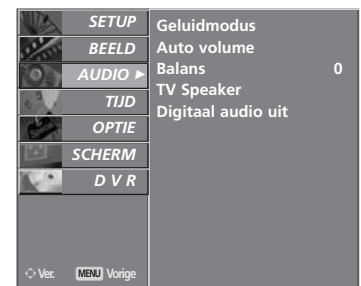 SETUP
BEELD
AUDIO ►
TIJD
OPTIE
SCHERM
D V R
Ver. MENU Vorige
Geluidmodus
Auto volume
Balans 0
TV Speaker
Digitaal audio uit